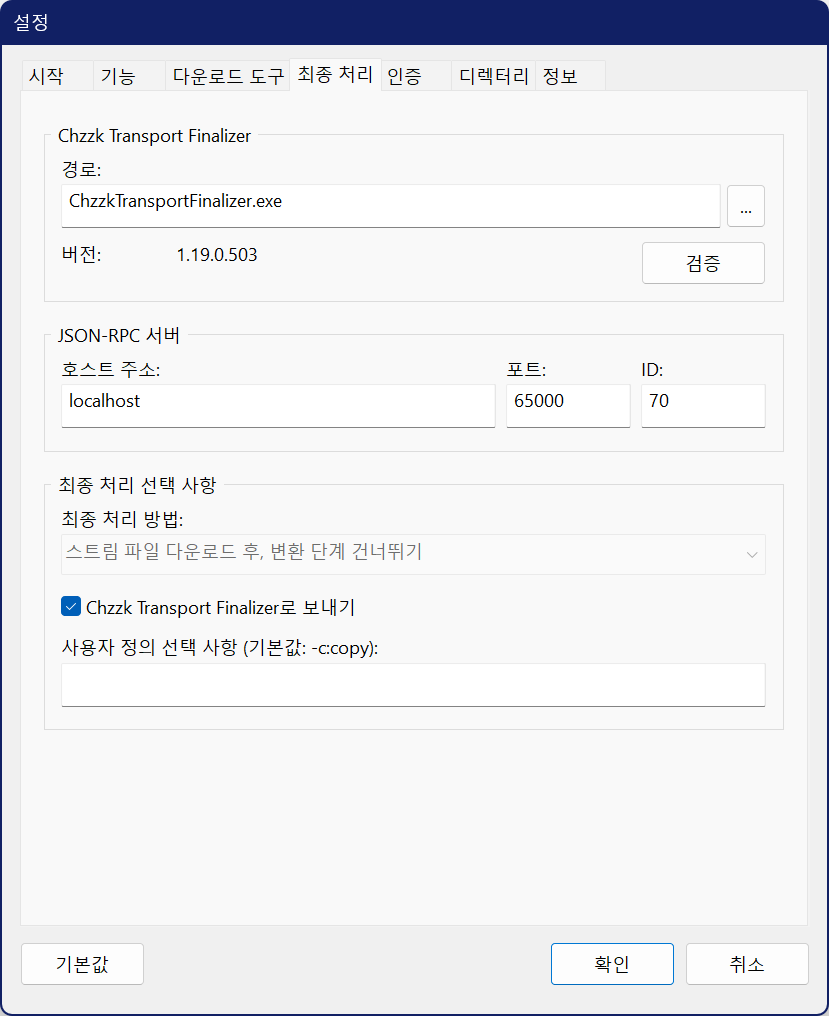 설정
시작 기능 다운로드 도구 최종 처리 인증 디렉터리 정보
Chzzk Transport Finalizer
경로:
ChzzkTransportFinalizer.exe ...
버전: 1.19.0.503
검증
JSON-RPC 서버
호스트 주소: 포트: ID:
localhost 65000 70
최종 처리 선택 사항
최종 처리 방법:
스트림 파일 다운로드 후, 변환 단계 건너뛰기
Chzzk Transport Finalizer로 보내기
사용자 정의 선택 사항 (기본값: -c:copy):
기본값 확인 취소